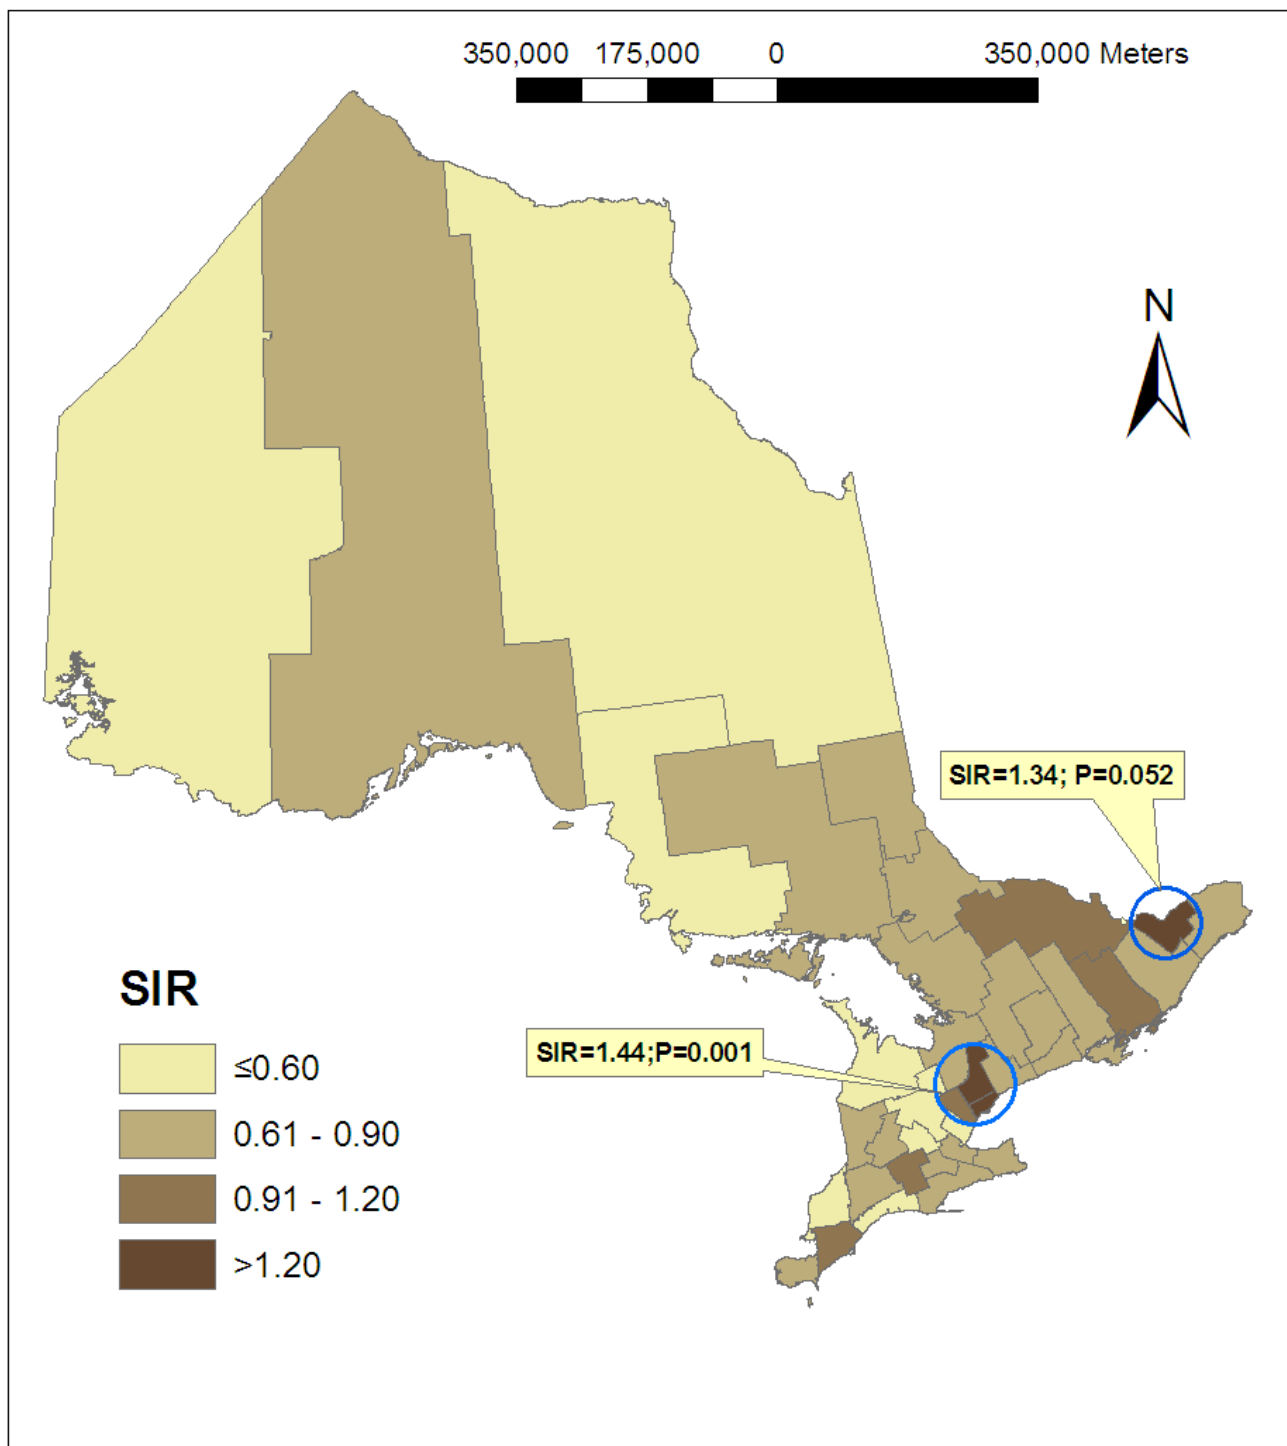 350,000 175,000 0 350,000 Meters
N
SIR=1.34; P=0.052
SIR=1.44;P=0.001
SIR
≤0.60
0.61 - 0.90
0.91 - 1.20
>1.20